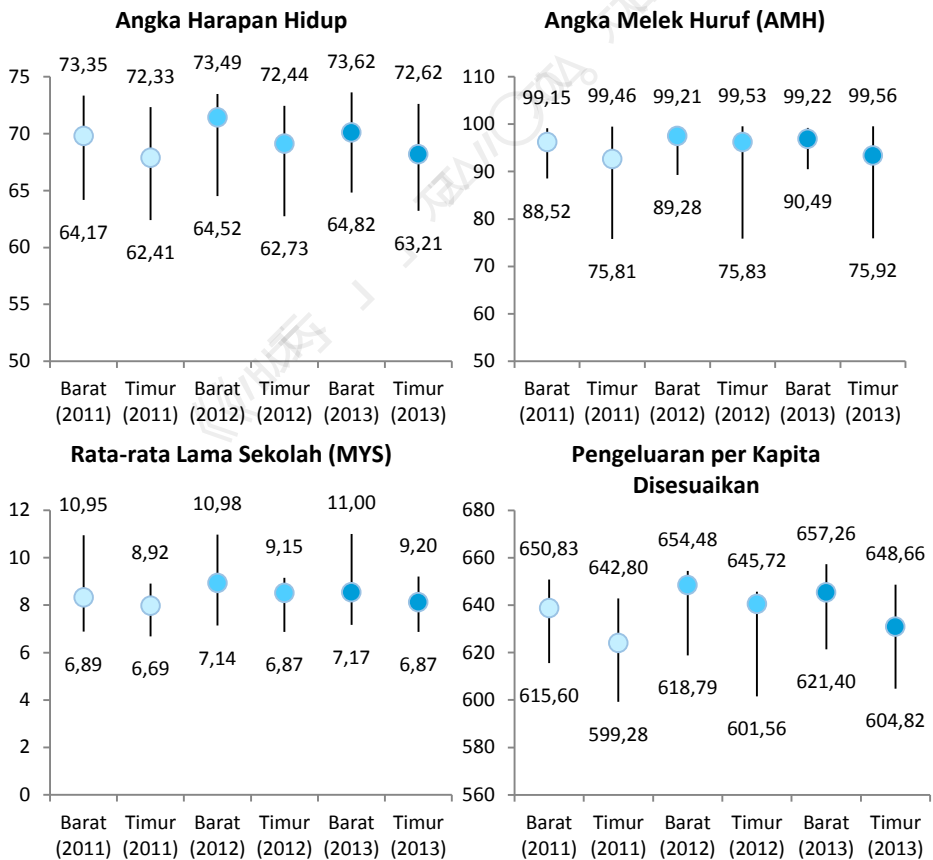 Angka Harapan Hidup
75
70
65
60
55
50
73,35 72,33 73,49 72,44 73,62 72,62
64,17 62,41 64,52 62,73 64,82 63,21
Barat Timur Barat Timur Barat Timur
(2011) (2011) (2012) (2012) (2013) (2013)
Angka Melek Huruf (AMH)
110
100
90
80
70
60
50
99,15 99,46 99,21 99,53 99,22 99,56
88,52 75,81 89,28 75,83 90,49 75,92
Barat Timur Barat Timur Barat Timur
(2011) (2011) (2012) (2012) (2013) (2013)
Rata-rata Lama Sekolah (MYS)
12
10
8
6
4
2
0
10,95 8,92 10,98 9,15 11,00 9,20
6,89 6,69 7,14 6,87 7,17 6,87
Barat Timur Barat Timur Barat Timur
(2011) (2011) (2012) (2012) (2013) (2013)
Pengeluaran per Kapita
Disesuaikan
680
660
640
620
600
580
560
650,83 642,80 654,48 645,72 657,26 648,66
615,60 599,28 618,79 601,56 621,40 604,82
Barat Timur Barat Timur Barat Timur
(2011) (2011) (2012) (2012) (2013) (2013)